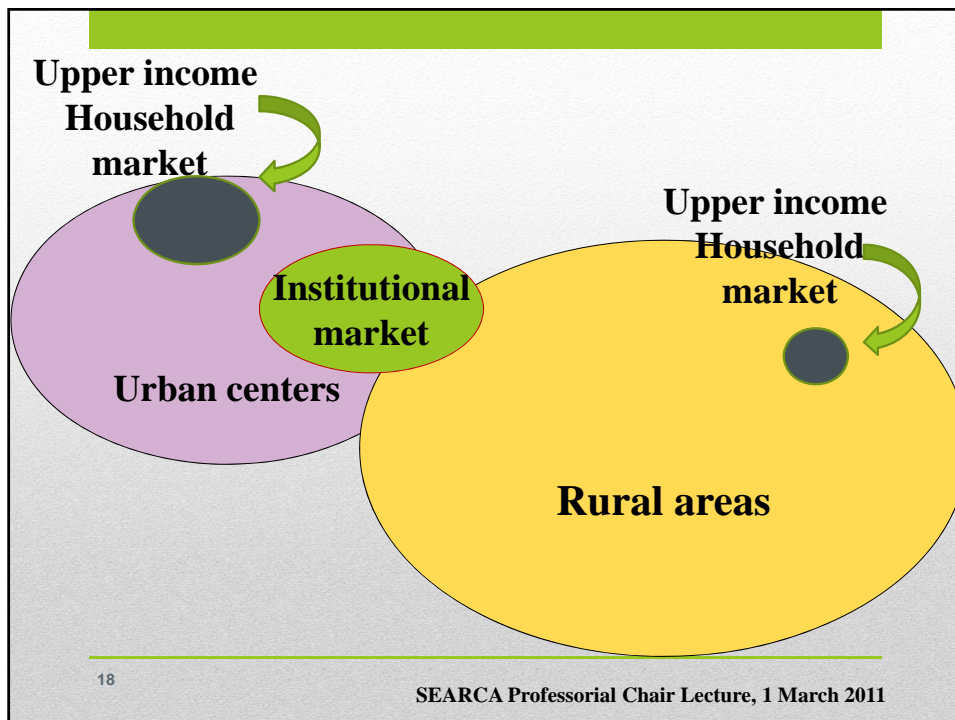 Upper income
Household
market
Upper income
Household
market
Institutional
market
Urban centers
Rural areas
18
SEARCA Professorial Chair Lecture, 1 March 2011